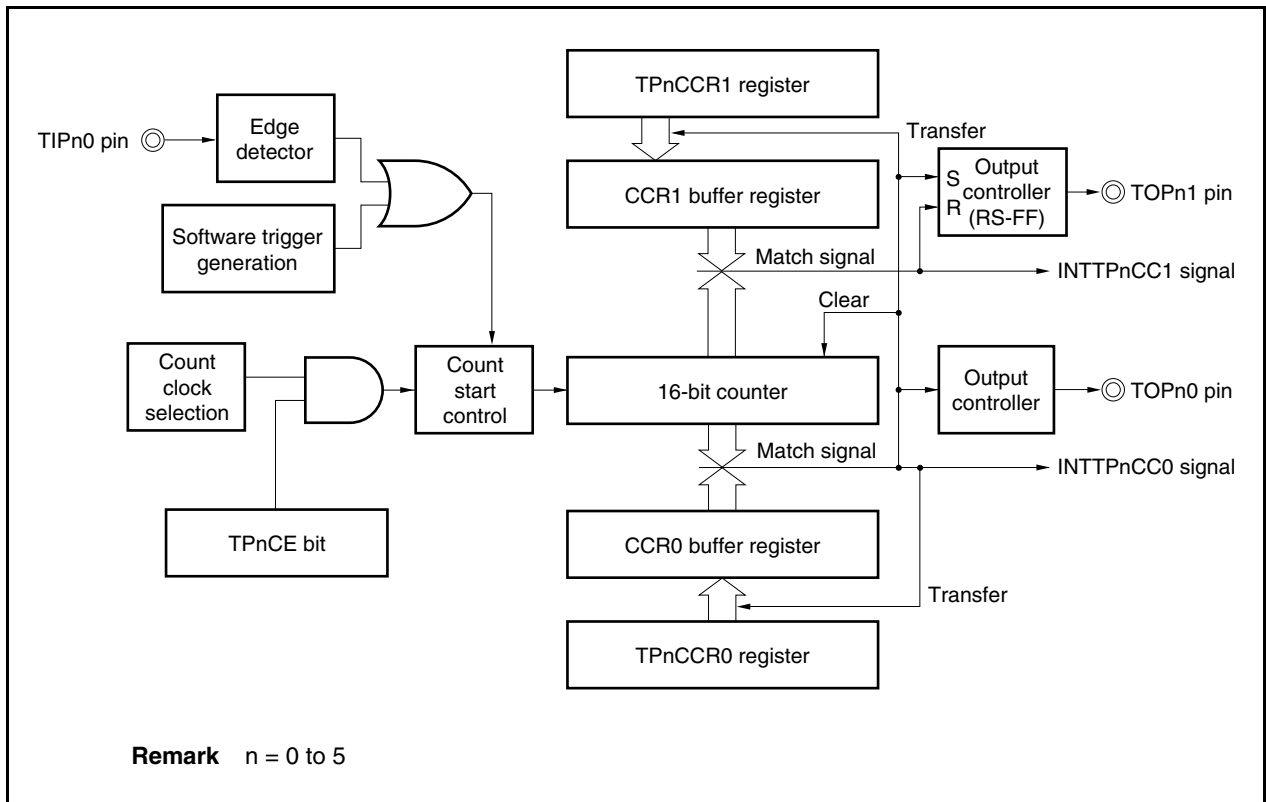 TPnCCR1 register
TIPn0 pin
Edge
detector
Transfer
CCR1 buffer register
S
R
Output
controller
(RS-FF)
TOPn1 pin
Software trigger
generation
Match signal
INTTPnCC1 signal
Clear
Count
clock
selection
Count
start
control
16-bit counter
Output
controller
TOPn0 pin
Match signal
INTTPnCC0 signal
TPnCE bit
CCR0 buffer register
Transfer
TPnCCR0 register
Remark n = 0 to 5